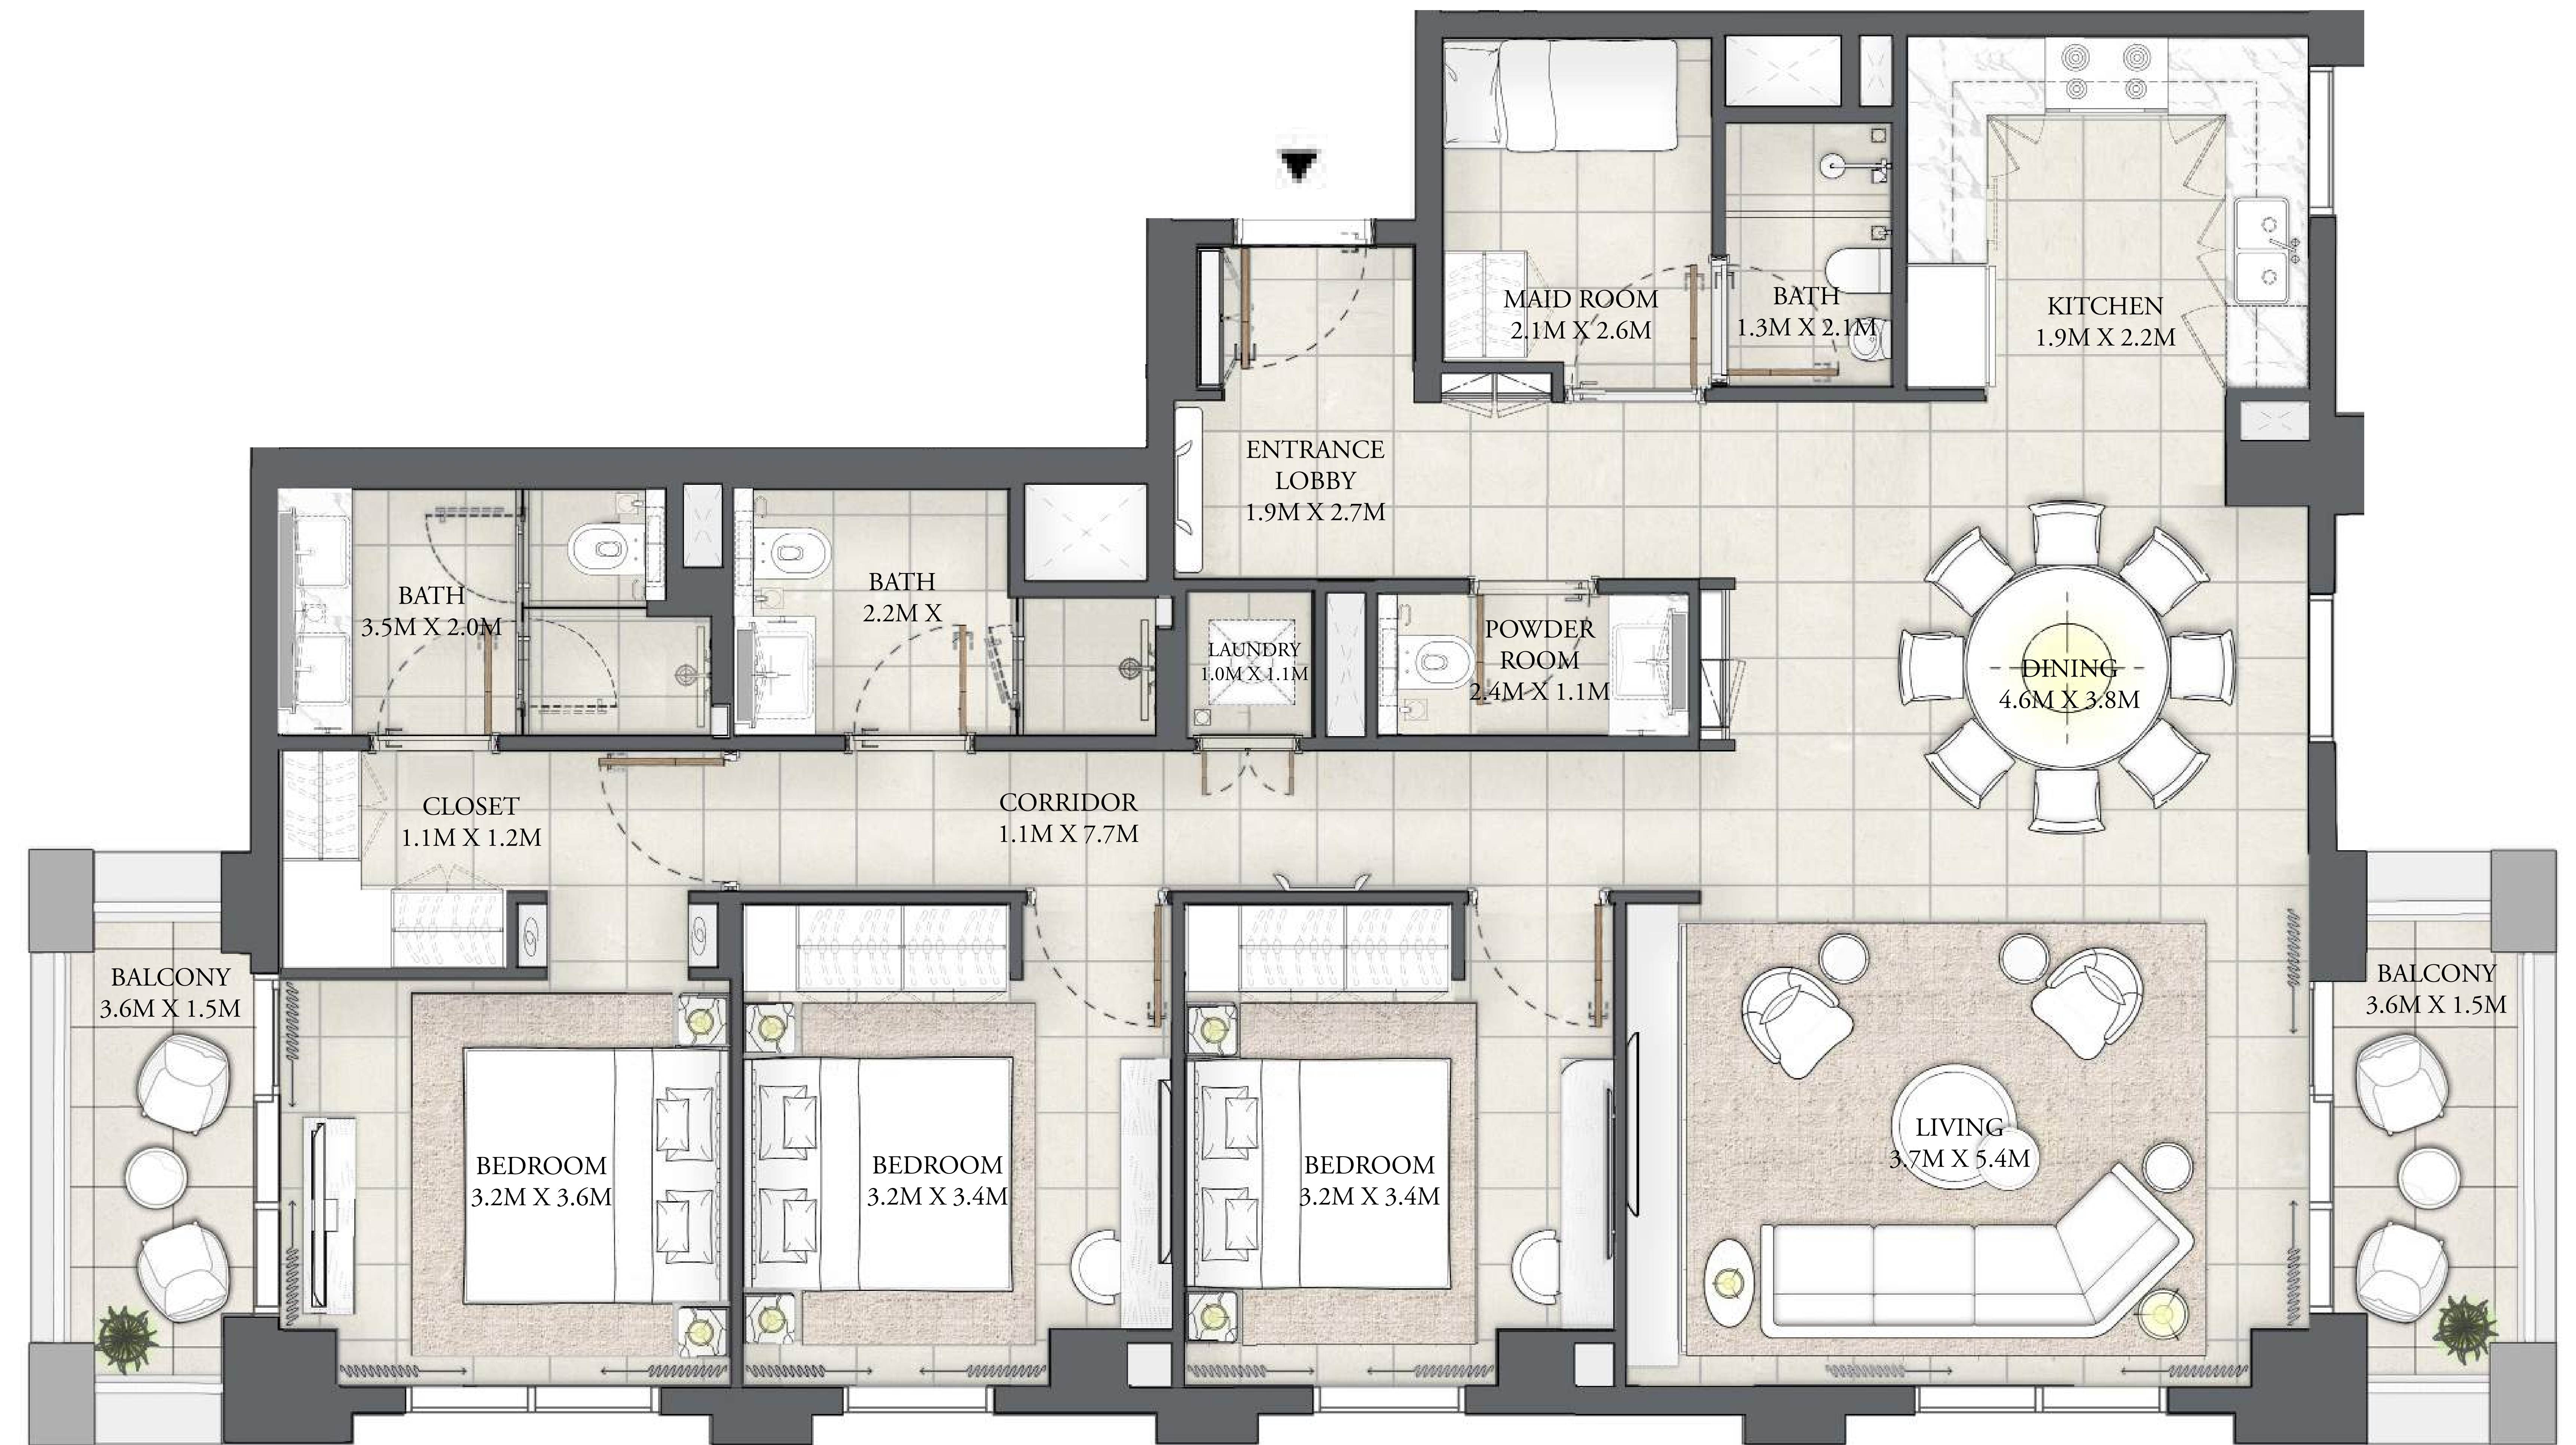 MAID ROOM
2.1M X 2.6M
BATH
1.3M X 2.1M
KITCHEN
1.9M X 2.2M
ENTRANCE
LOBBY
1.9M X 2.7M
BATH
3.5M X 2.0M
BATH
2.2M X
LAUNDRY
1.0M X 1.1M
POWDER
ROOM
2.4M X 1.1M
DINING
4.6M X 3.8M
CLOSET
1.1M X 1.2M
CORRIDOR
1.1M X 7.7M
BALCONY
3.6M X 1.5M
BALCONY
3.6M X 1.5M
BEDROOM
3.2M X 3.6M
BEDROOM
3.2M X 3.4M
BEDROOM
3.2M X 3.4M
LIVING
3.7M X 5.4M